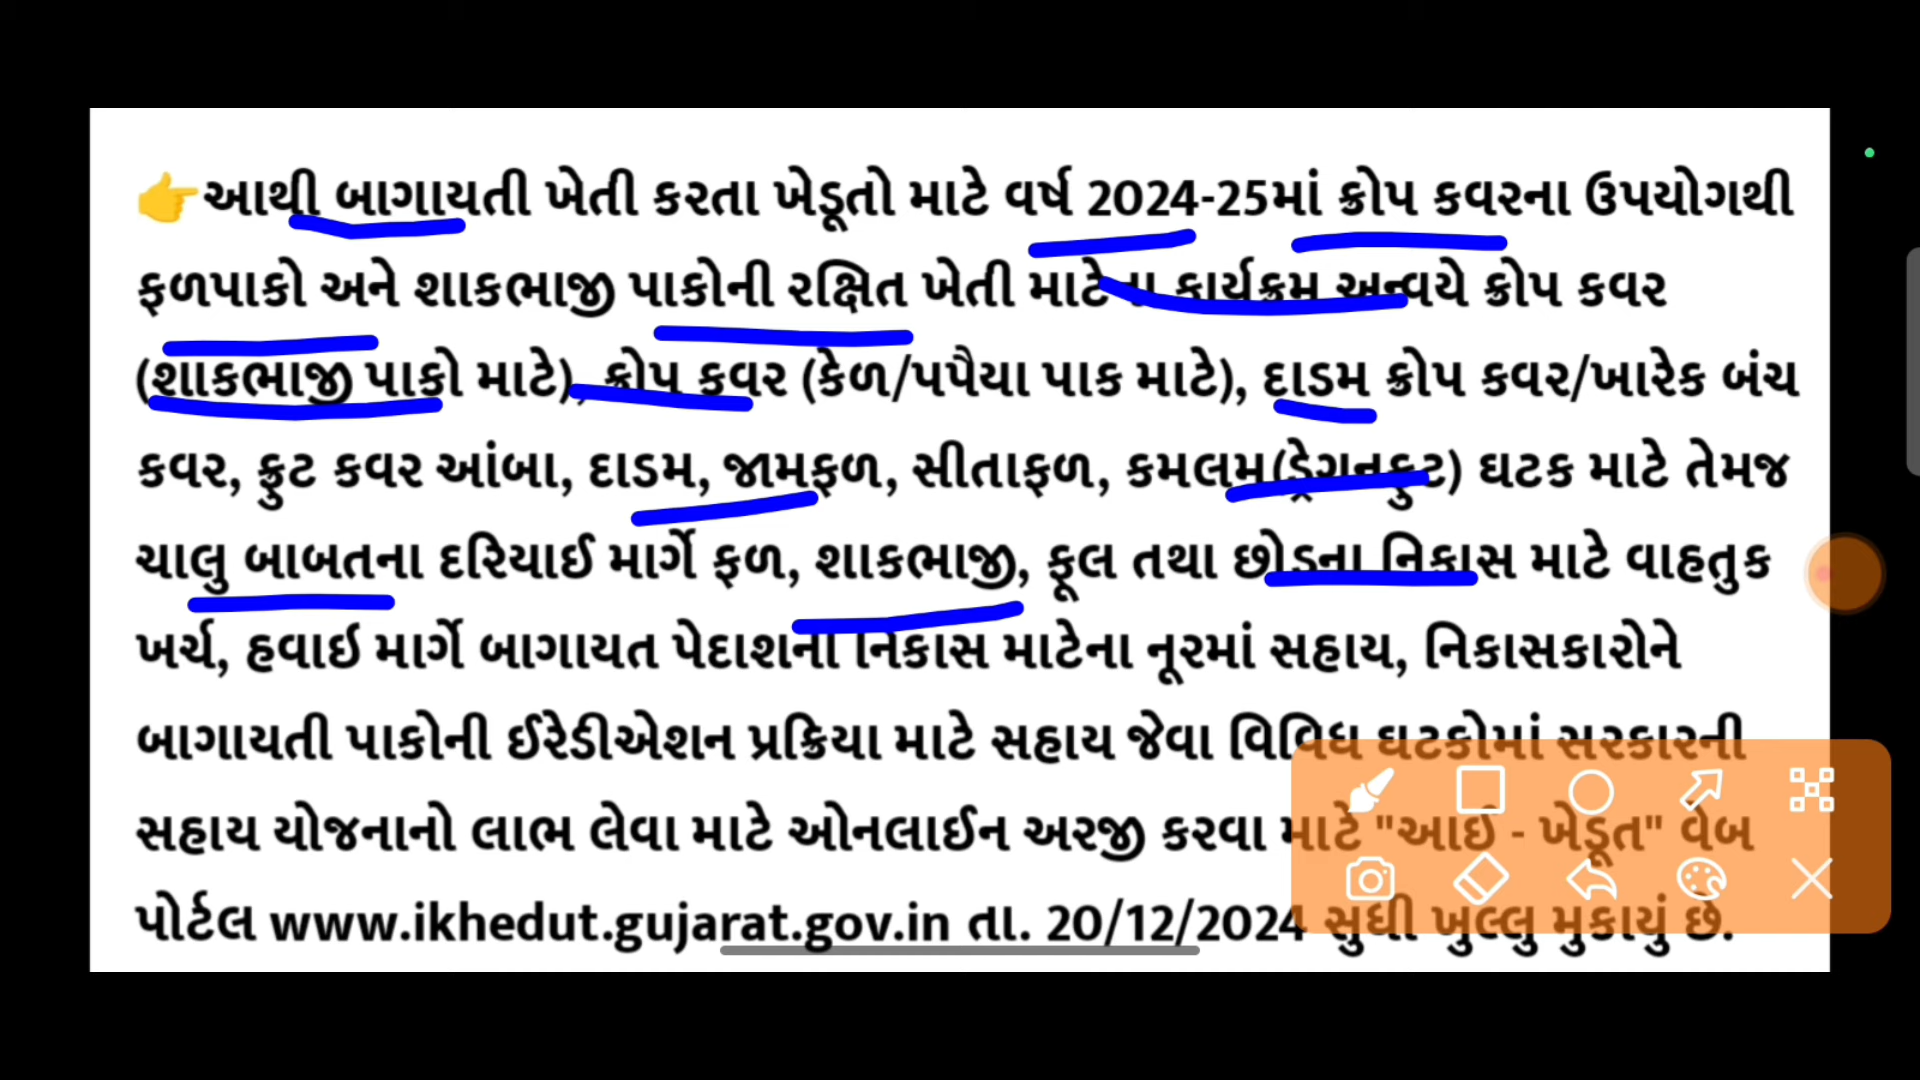 👉આથી બાગાયતી ખેતી કરતા ખેડૂતો માટે વર્ષ 2024-25માં ક્રોપ કવરના ઉપયોગથી
ફળપાકો અને શાકભાજી પાકોની રક્ષિત ખેતી માટેના કાર્યક્રમ અન્વયે ક્રોપ કવર
(શાકભાજી પાકો માટે), ક્રોપ કવર (કેળ/પપૈયા પાક માટે), દાડમ ક્રોપ કવર/ખારેક બંચ
કવર, ફ્રુટ કવર આંબા, દાડમ, જામફળ, સીતાફળ, કમલમ(ડ્રેગનફ્રુટ) ઘટક માટે તેમજ
ચાલુ બાબતના દરિયાઈ માર્ગે ફળ, શાકભાજી, ફૂલ તથા છોડના નિકાસ માટે વાહતુક
ખર્ચ, હવાઇ માર્ગે બાગાયત પેદાશના નિકાસ માટેના નૂરમાં સહાય, નિકાસકારોને
બાગાયતી પાકોની ઈરેડીએશન પ્રક્રિયા માટે સહાય જેવા વિવિધ ઘટકોમાં સરકારની
સહાય યોજનાનો લાભ લેવા માટે ઓનલાઈન અરજી કરવા માટે "આઈ - ખેડૂત" વેબ
પોર્ટલ www.ikhedut.gujarat.gov.in તા. 20/12/2024 સુધી ખુલ્લુ મુકાયું છે.